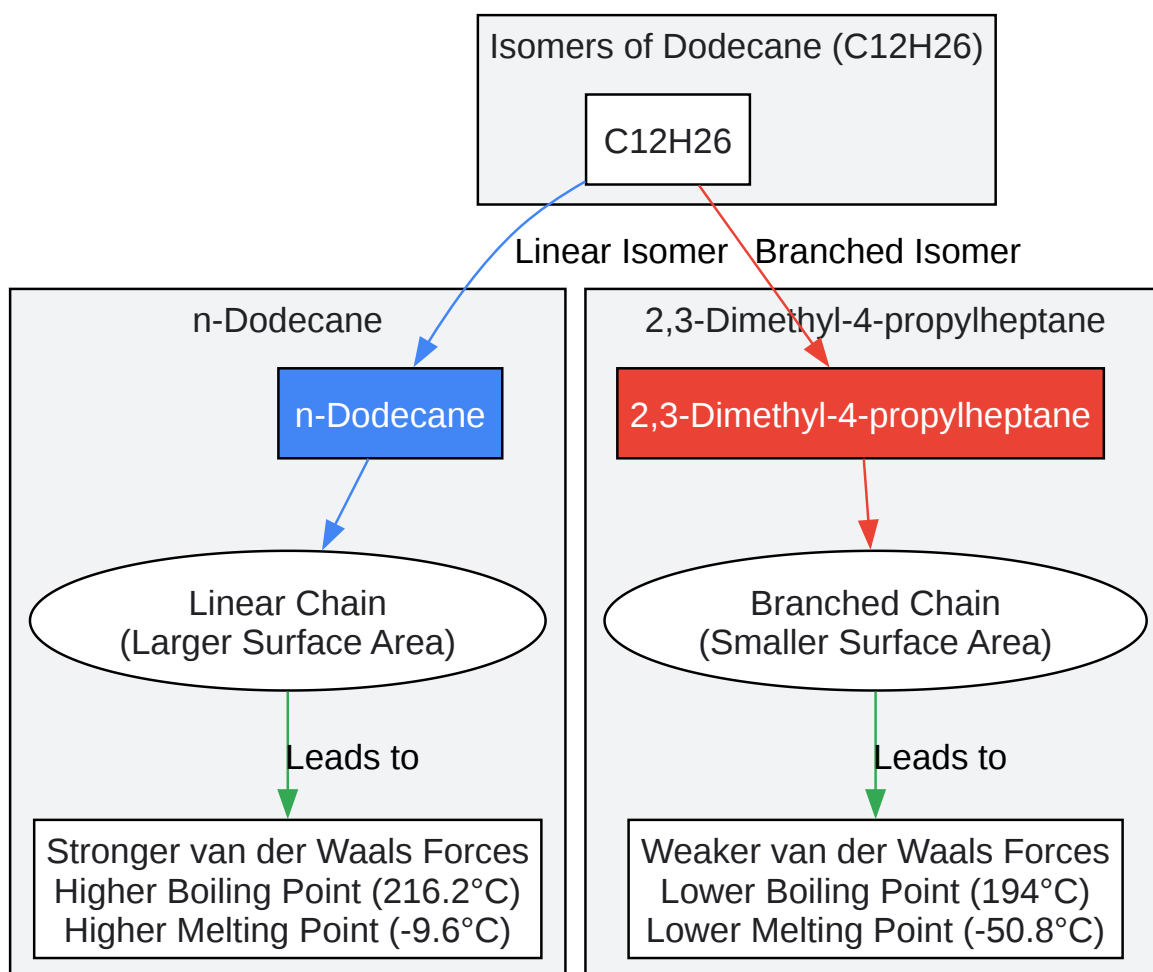 Isomers of Dodecane (C12H26)
C12H26
Linear Isomer
Branched Isomer
n-Dodecane
2,3-Dimethyl-4-propylheptane
n-Dodecane
2,3-Dimethyl-4-propylheptane
Linear Chain
(Larger Surface Area)
Branched Chain
(Smaller Surface Area)
Leads to
Leads to
Stronger van der Waals Forces
Higher Boiling Point (216.2°C)
Higher Melting Point (-9.6°C)
Weaker van der Waals Forces
Lower Boiling Point (194°C)
Lower Melting Point (-50.8°C)